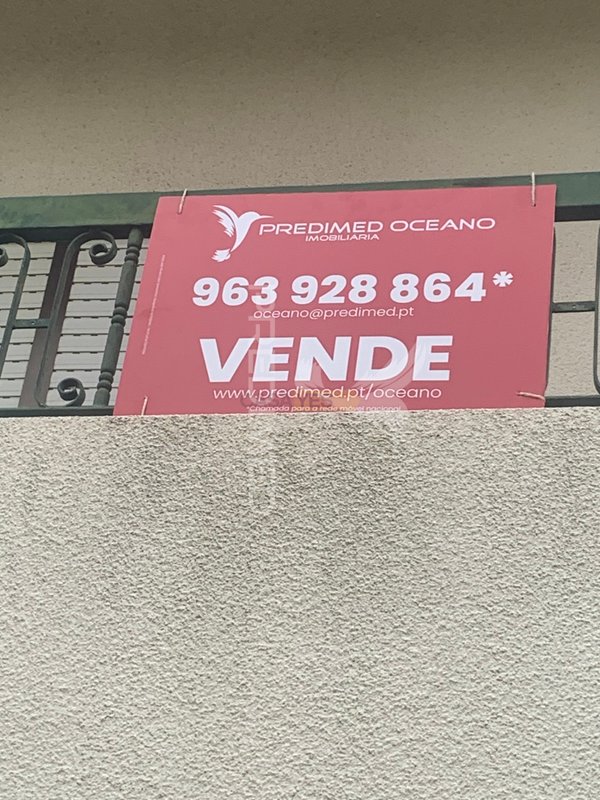 PREDIMED OCEANO
IMOBILIÁRIA
963 928 864*
oceano@predimed.pt
VENDE
www.predimed.pt/oceano
*Chamada para a rede móvel nacional